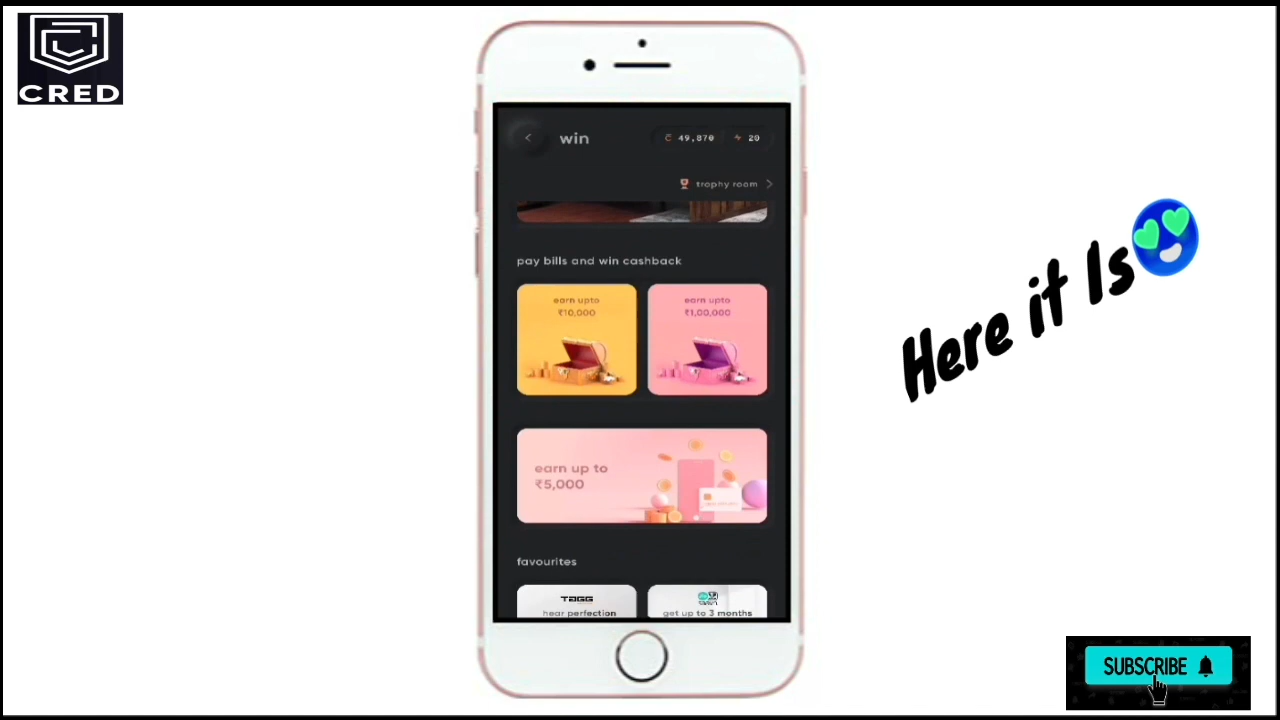 CRED
win
49,870
20
trophy room
pay bills and win cashback
earn upto
₹10,000
earn upto
₹1,00,000
earn up to
₹5,000
favourites
TAGG
hear perfection
get up to 3 months
Here it Is
SUBSCRIBE